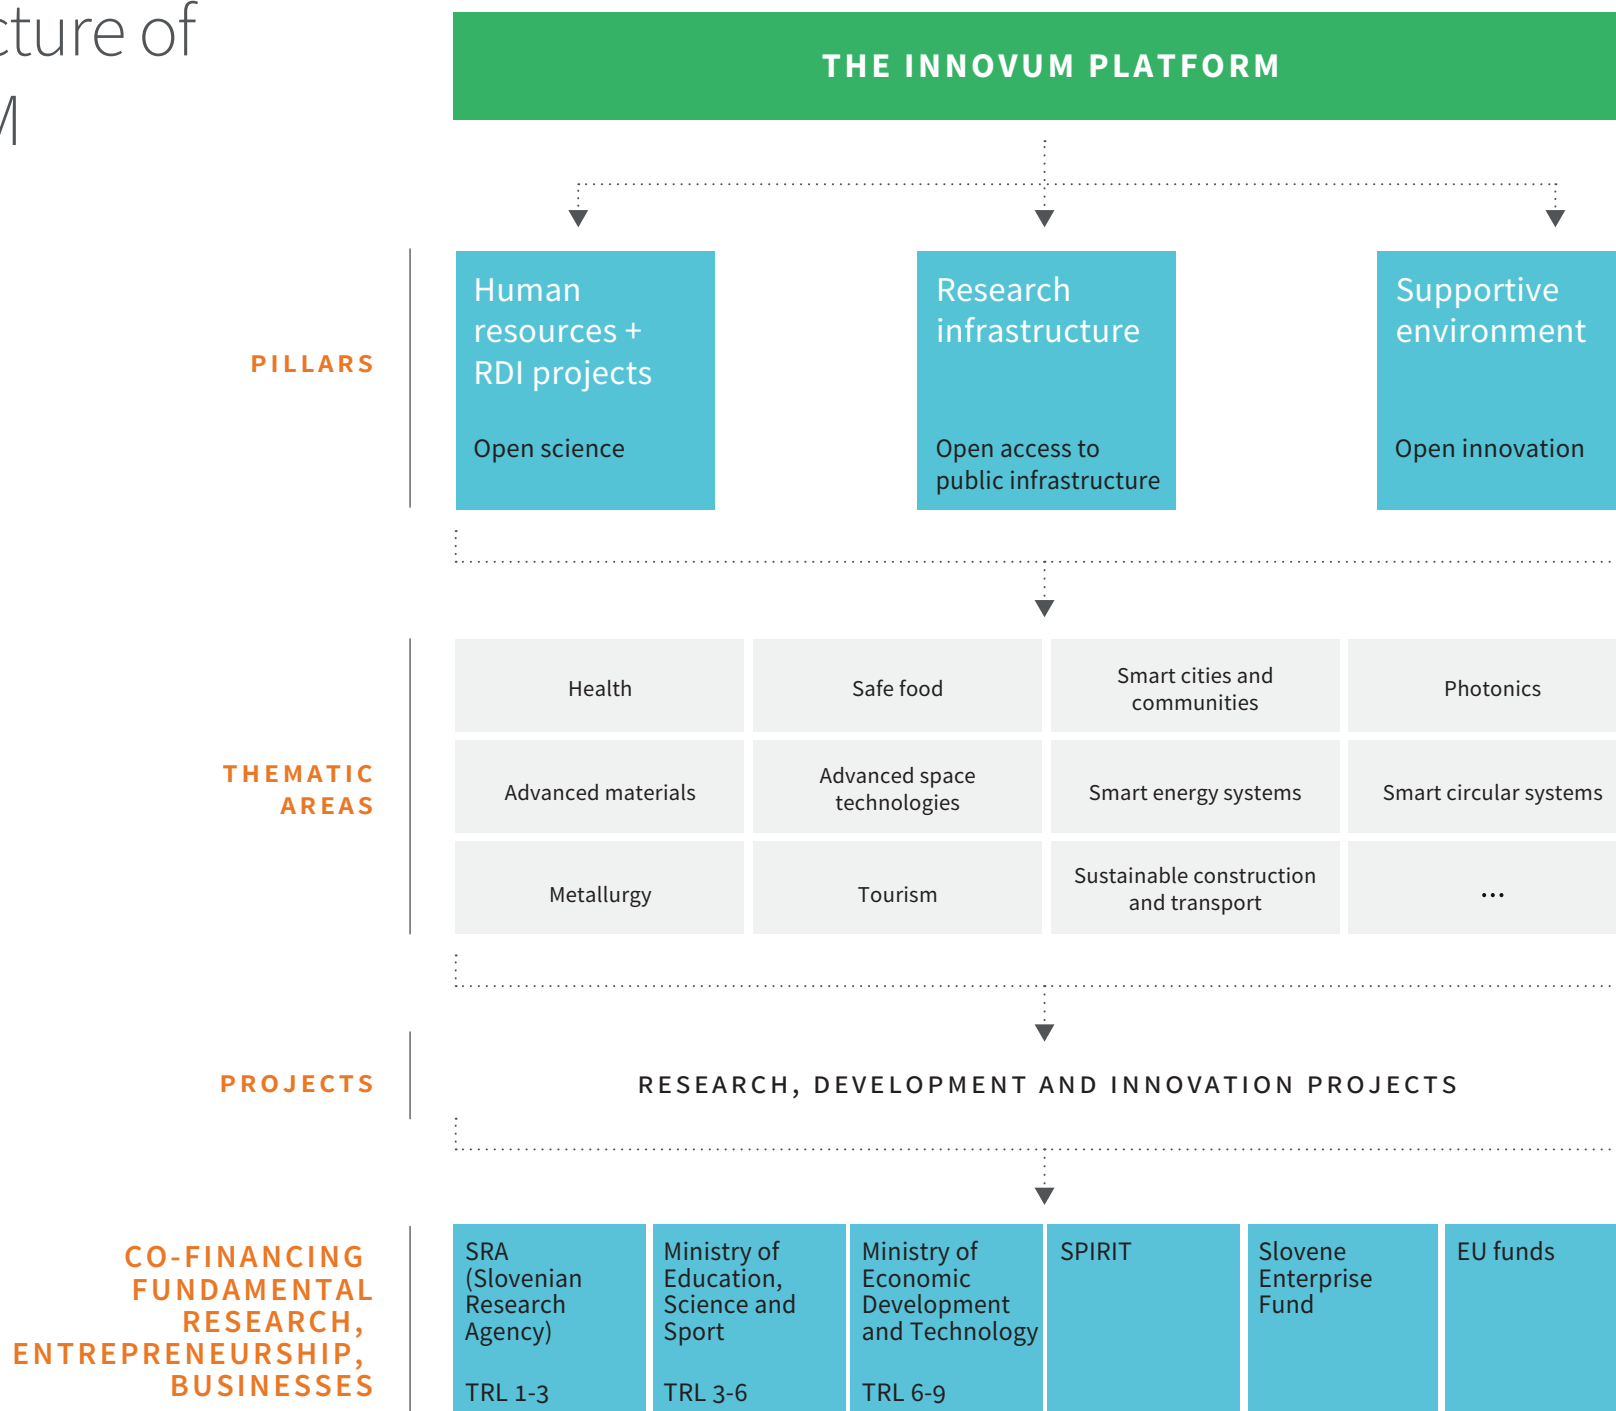 cture of
M
THE INNOVUM PLATFORM
PILLARS
Human
resources +
RDI projects
Open science
Research
infrastructure
Open access to
public infrastructure
Supportive
environment
Open innovation
THEMATIC
AREAS
Health
Safe food
Smart cities and
communities
Photonics
Advanced materials
Advanced space
technologies
Smart energy systems
Smart circular systems
Metallurgy
Tourism
Sustainable construction
and transport
...
PROJECTS
RESEARCH, DEVELOPMENT AND INNOVATION PROJECTS
CO-FINANCING
FUNDAMENTAL
RESEARCH,
ENTREPRENEURSHIP,
BUSINESSES
SRA
(Slovenian
Research
Agency)
TRL 1-3
Ministry of
Education,
Science and
Sport
TRL 3-6
Ministry of
Economic
Development
and Technology
TRL 6-9
SPIRIT
Slovene
Enterprise
Fund
EU funds